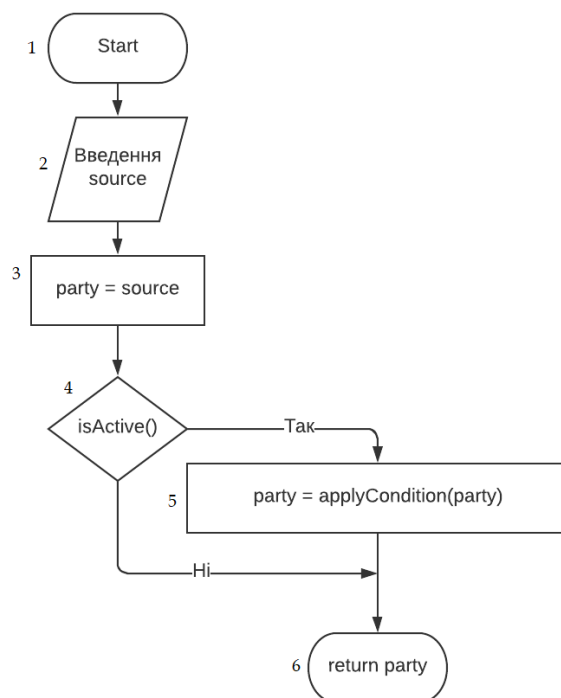 1
Start
2
Введення
source
3
party = source
4
isActive()
Так
5
party = applyCondition(party)
Ні
6
return party